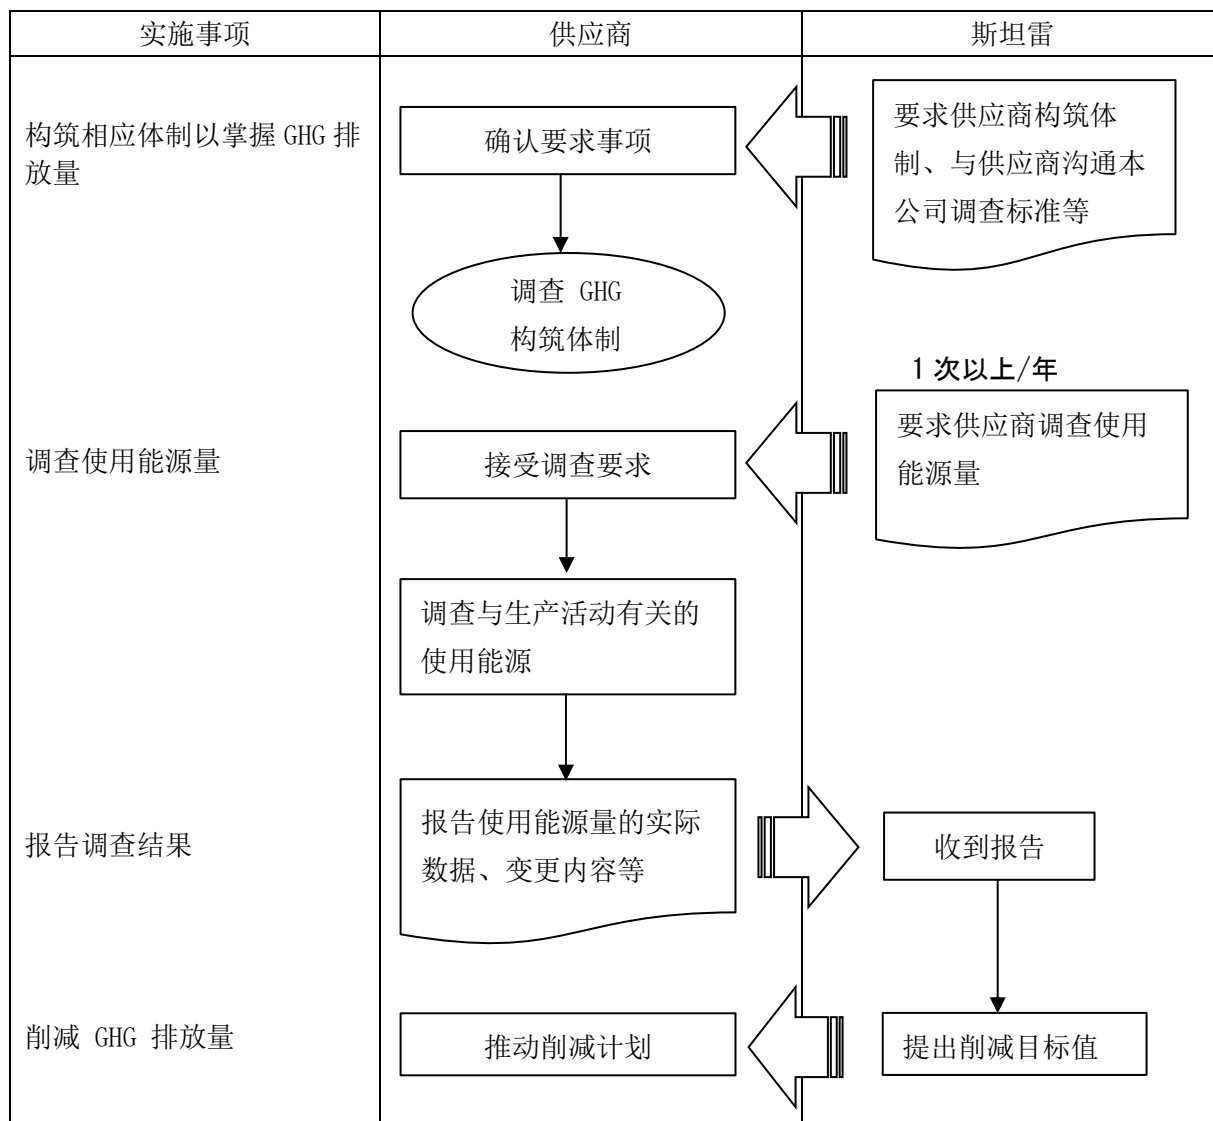 实施事项
供应商
斯坦雷
构筑相应体制以掌握 GHG 排
放量
确认要求事项
要求供应商构筑体
制、与供应商沟通本
公司调查标准等
调查 GHG
构筑体制
1 次以上/年
调查使用能源量
接受调查要求
要求供应商调查使用
能源量
调查与生产活动有关的
使用能源
报告调查结果
报告使用能源量的实际
数据、变更内容等
收到报告
削减 GHG 排放量
推动削减计划
提出削减目标值